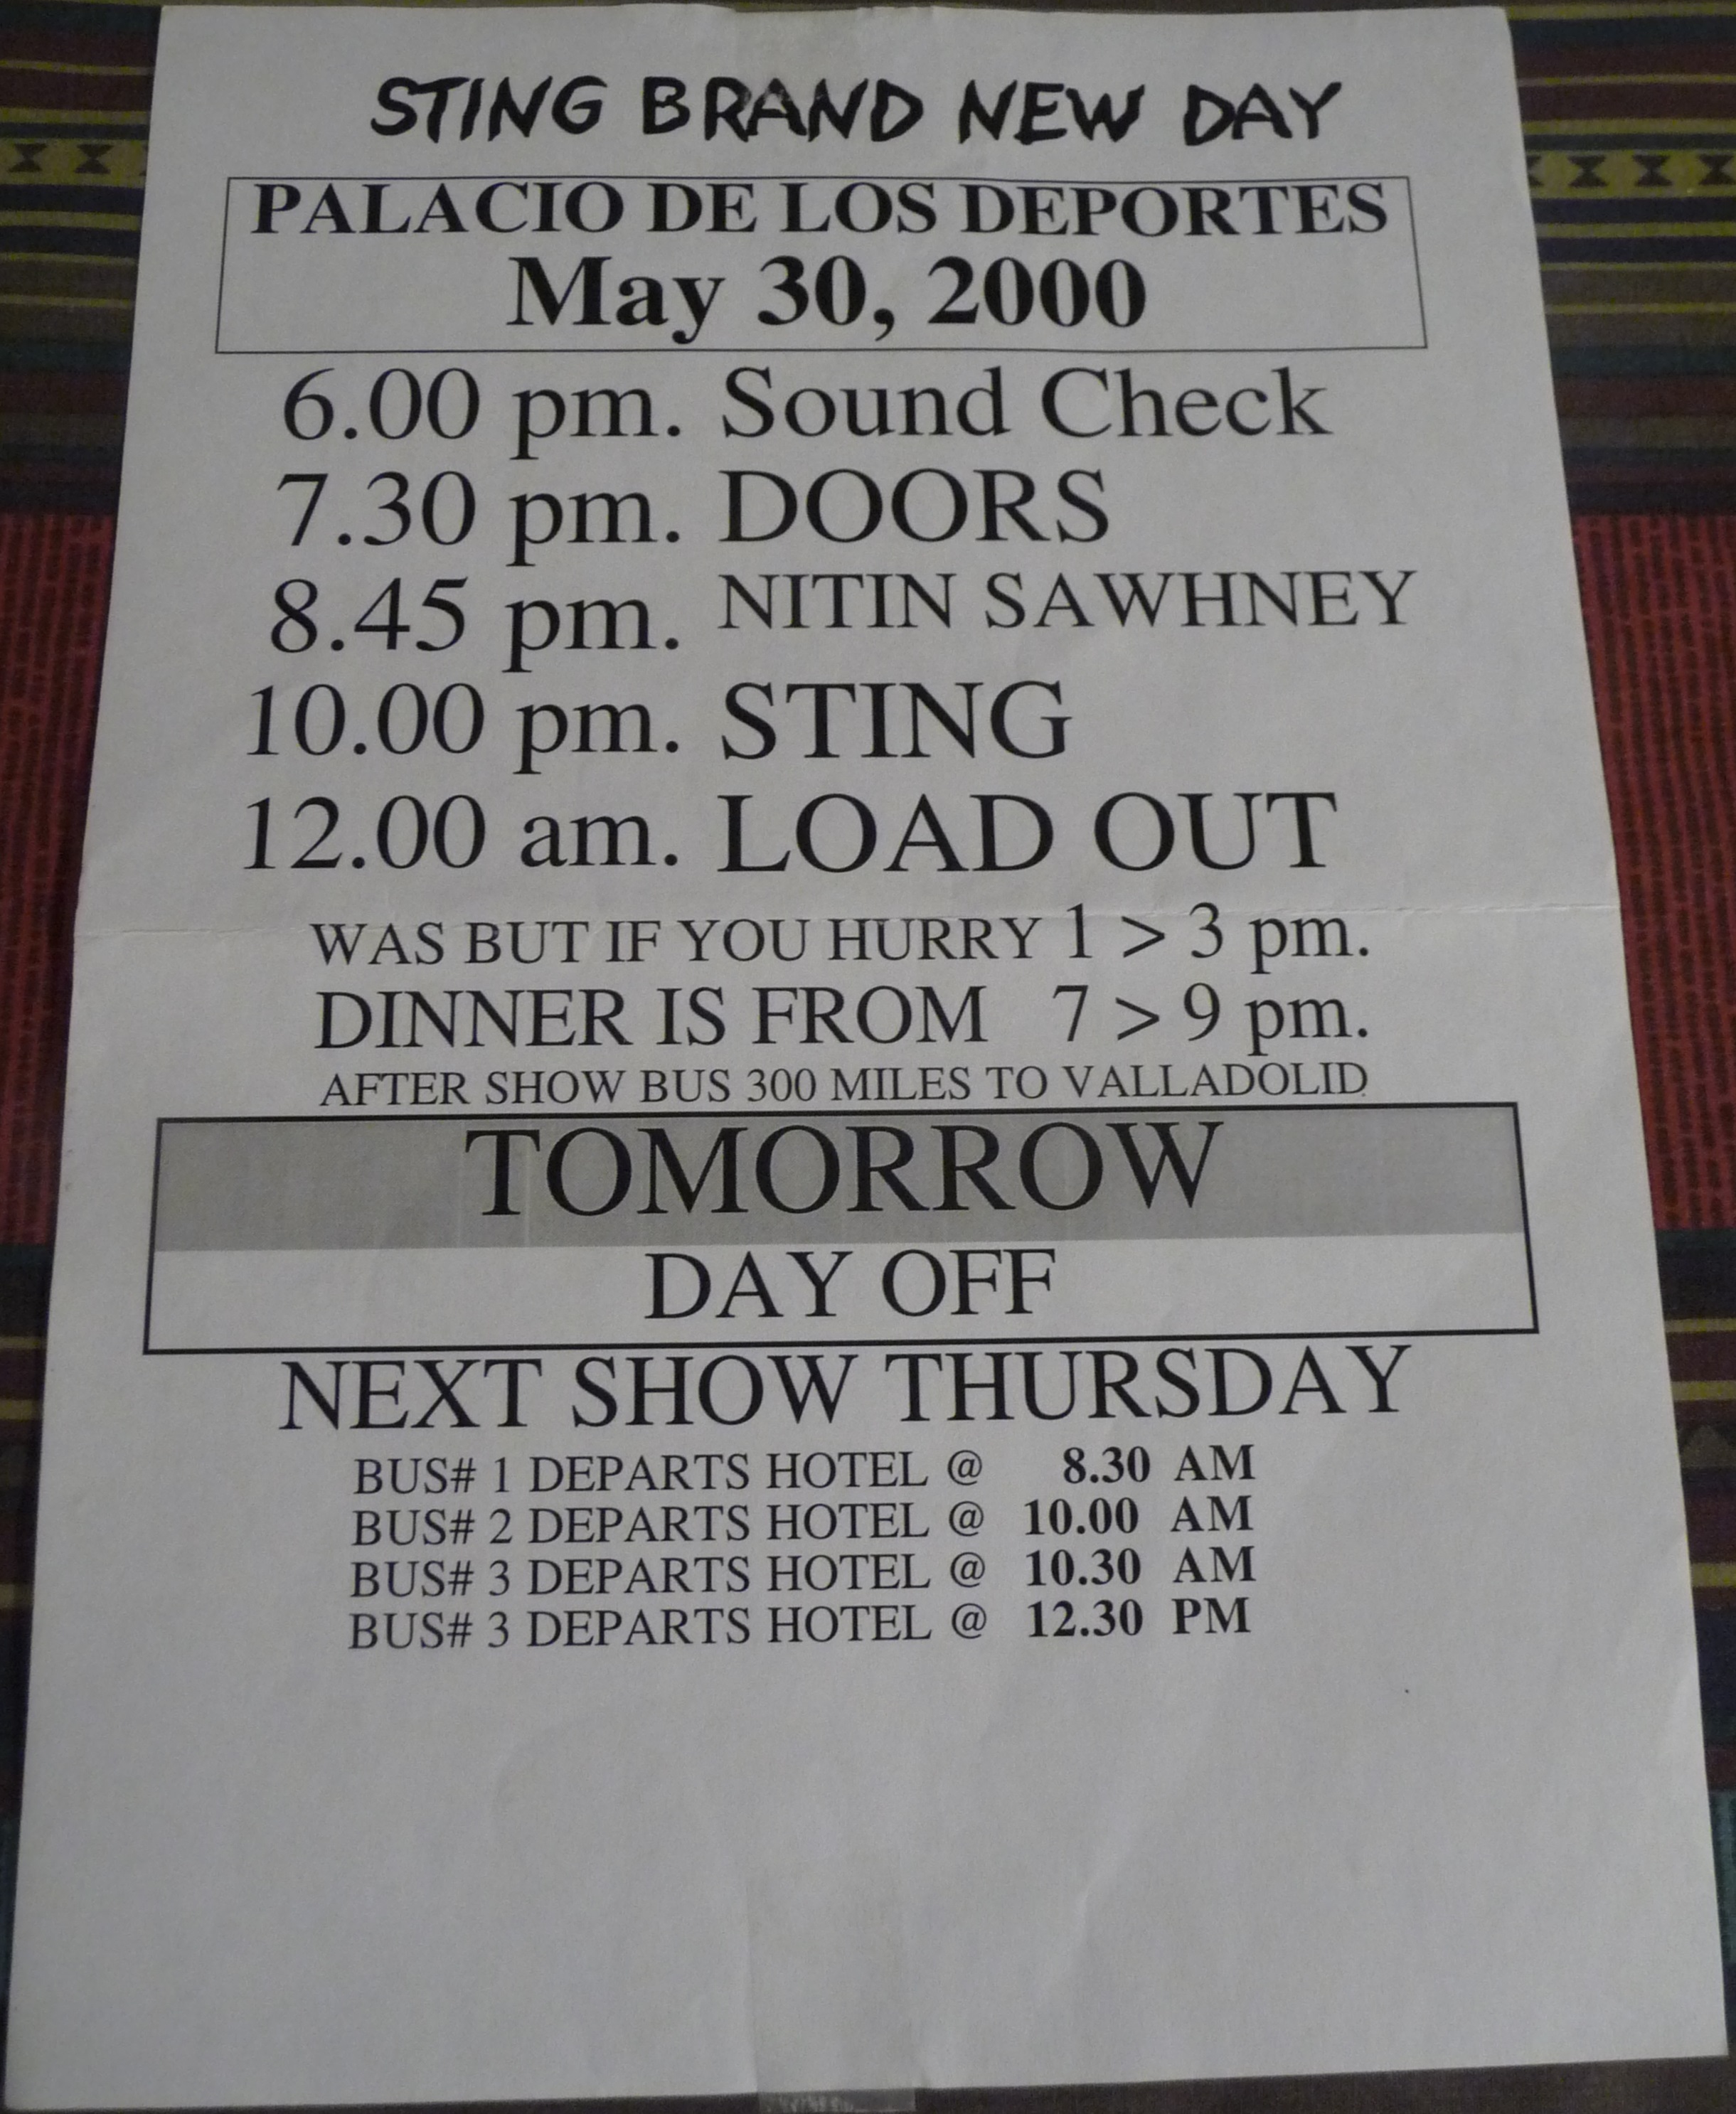 STING BRAND NEW DAY
PALACIO DE LOS DEPORTES
May 30, 2000
6.00 pm. Sound Check
7.30 pm. DOORS
8.45 pm. NITIN SAWHNEY
10.00 pm. STING
12.00 am. LOAD OUT
WAS BUT IF YOU HURRY 1 > 3 pm.
DINNER IS FROM 7 > 9 pm.
AFTER SHOW BUS 300 MILES TO VALLADOLID
TOMORROW
DAY OFF
NEXT SHOW THURSDAY
BUS# 1 DEPARTS HOTEL @ 8.30 AM
BUS# 2 DEPARTS HOTEL @ 10.00 AM
BUS# 3 DEPARTS HOTEL @ 10.30 AM
BUS# 3 DEPARTS HOTEL @ 12.30 PM